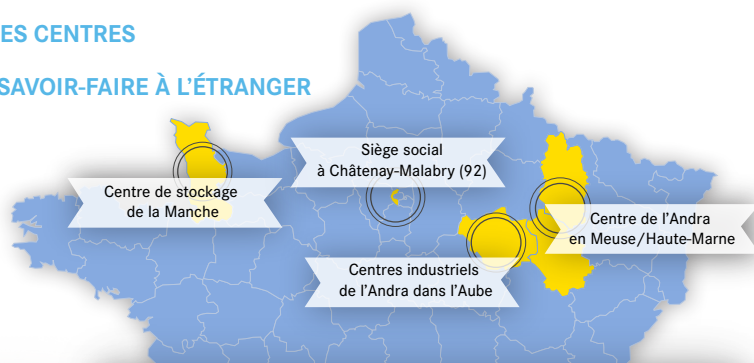 ES CENTRES
SAVOIR-FAIRE À L'ÉTRANGER
Siège social
à Châtenay-Malabry (92)
Centre de stockage
de la Manche
Centre de l'Andra
en Meuse/Haute-Marne
Centres industriels
de l'Andra dans l'Aube